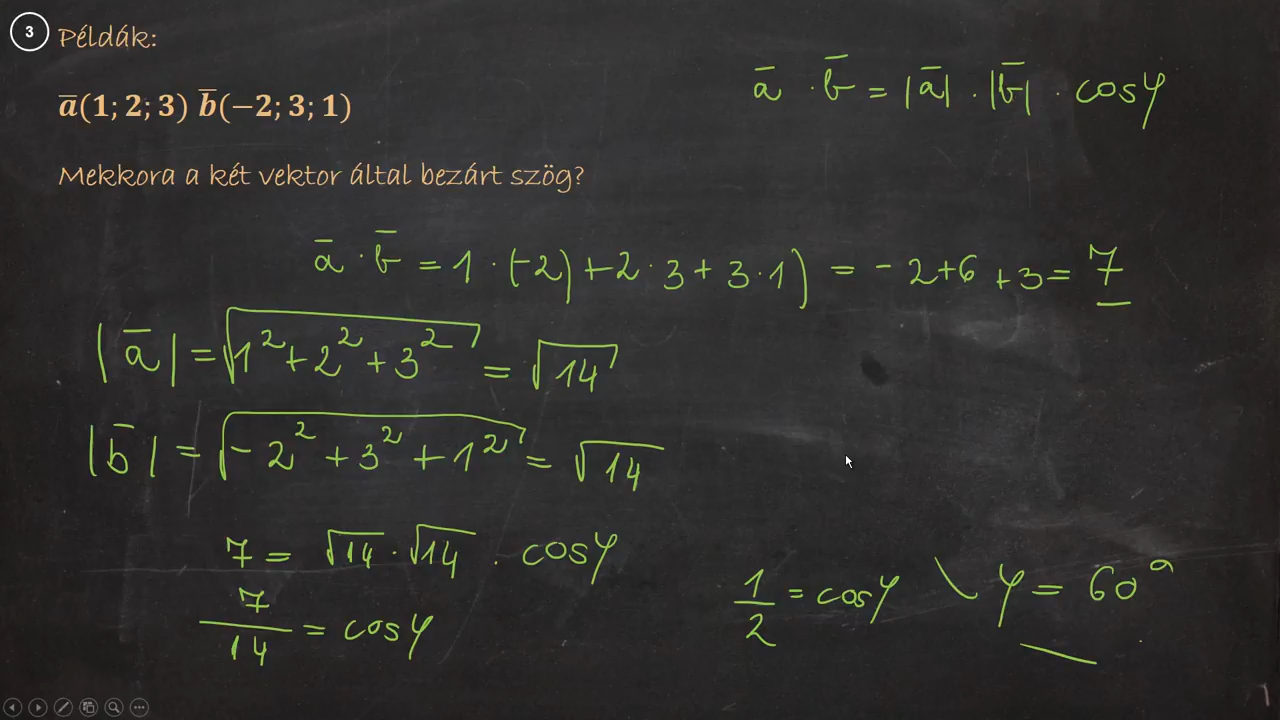 3 Példák:
a̅ · b̅ = |a̅| · |b̅| · cosφ
a̅(1; 2; 3) b̅(−2; 3; 1)
Mekkora a két vektor által bezárt szög?
a̅ · b̅ = 1 · (-2) + 2 · 3 + 3 · 1) = -2+6 +3= 7
|a̅| = √(1² + 2² + 3²) = √14
|b̅| = √(-2² + 3² + 1²) = √14
7 = √14 · √14 · cosφ
7/14 = cosφ
1/2 = cosφ \ φ = 60°